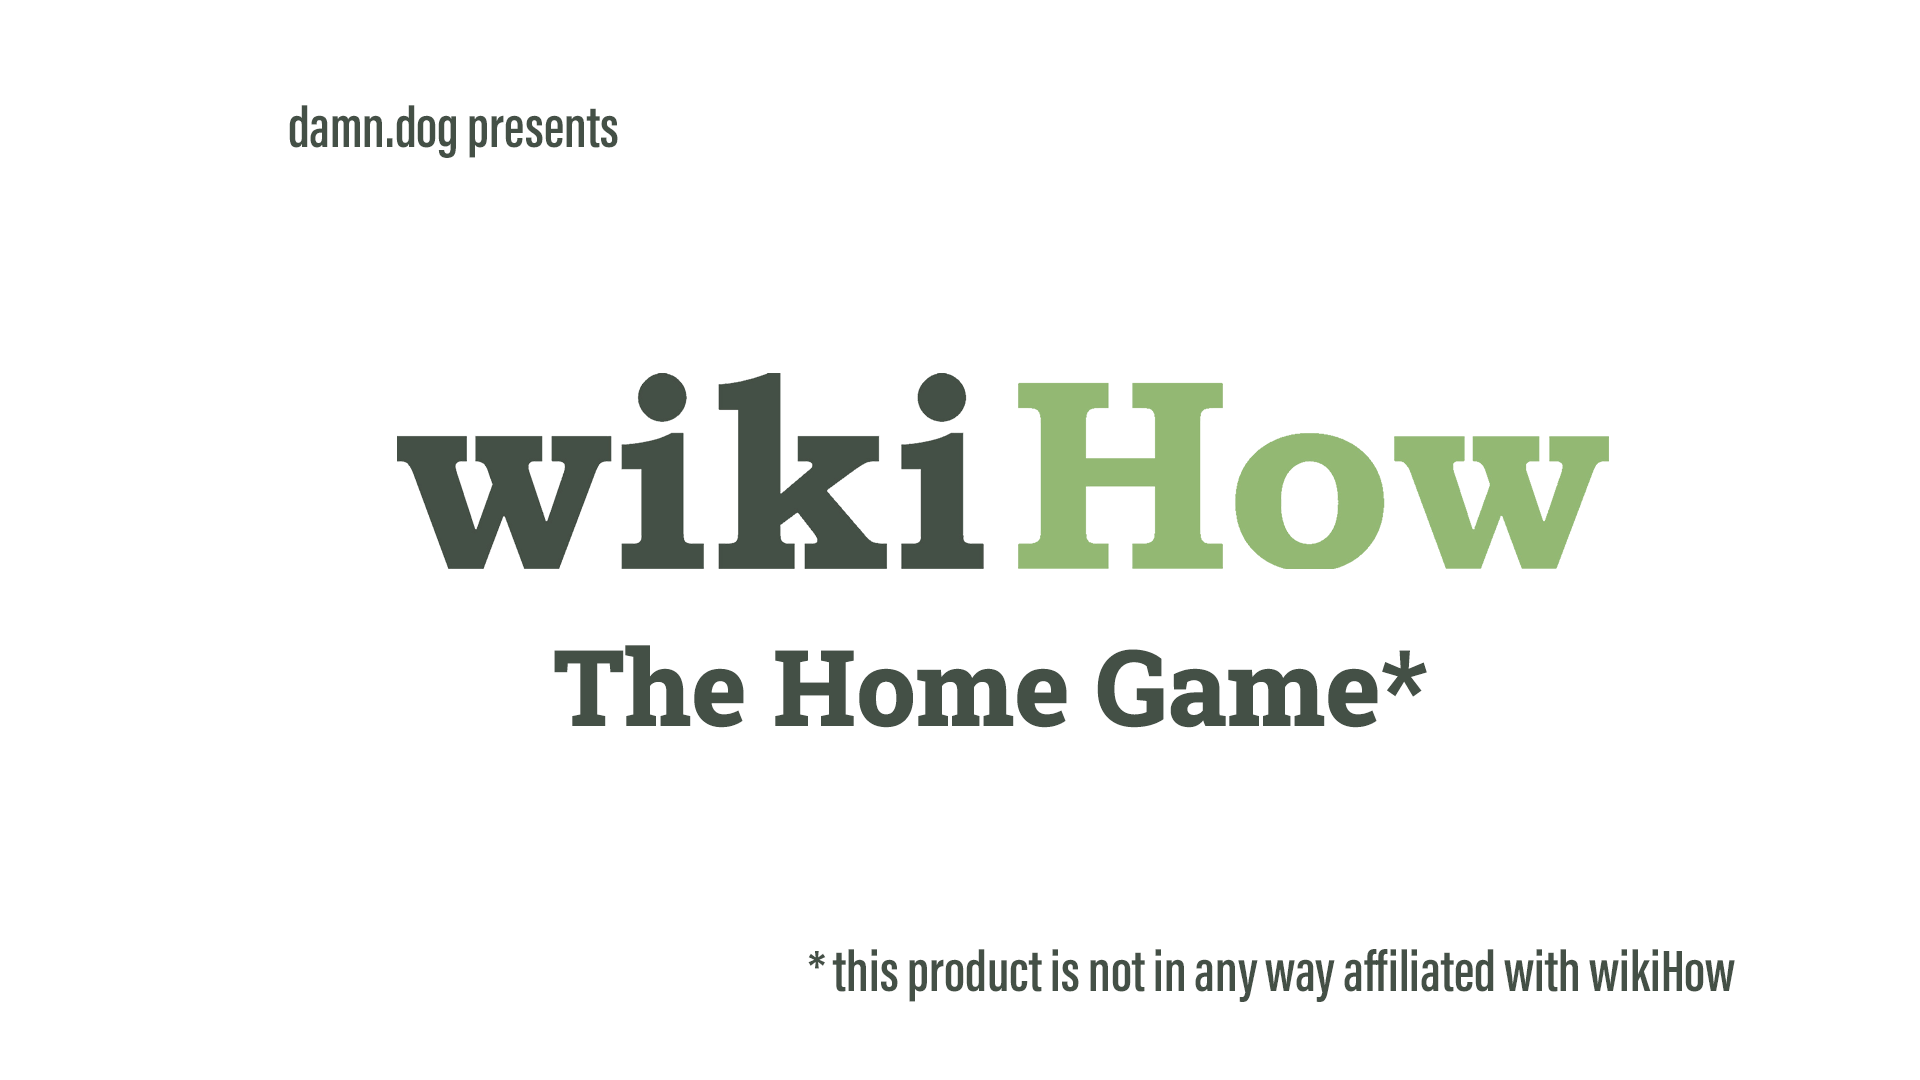 damn.dog presents
wikiHow
The Home Game*
* this product is not in any way affiliated with wikiHow